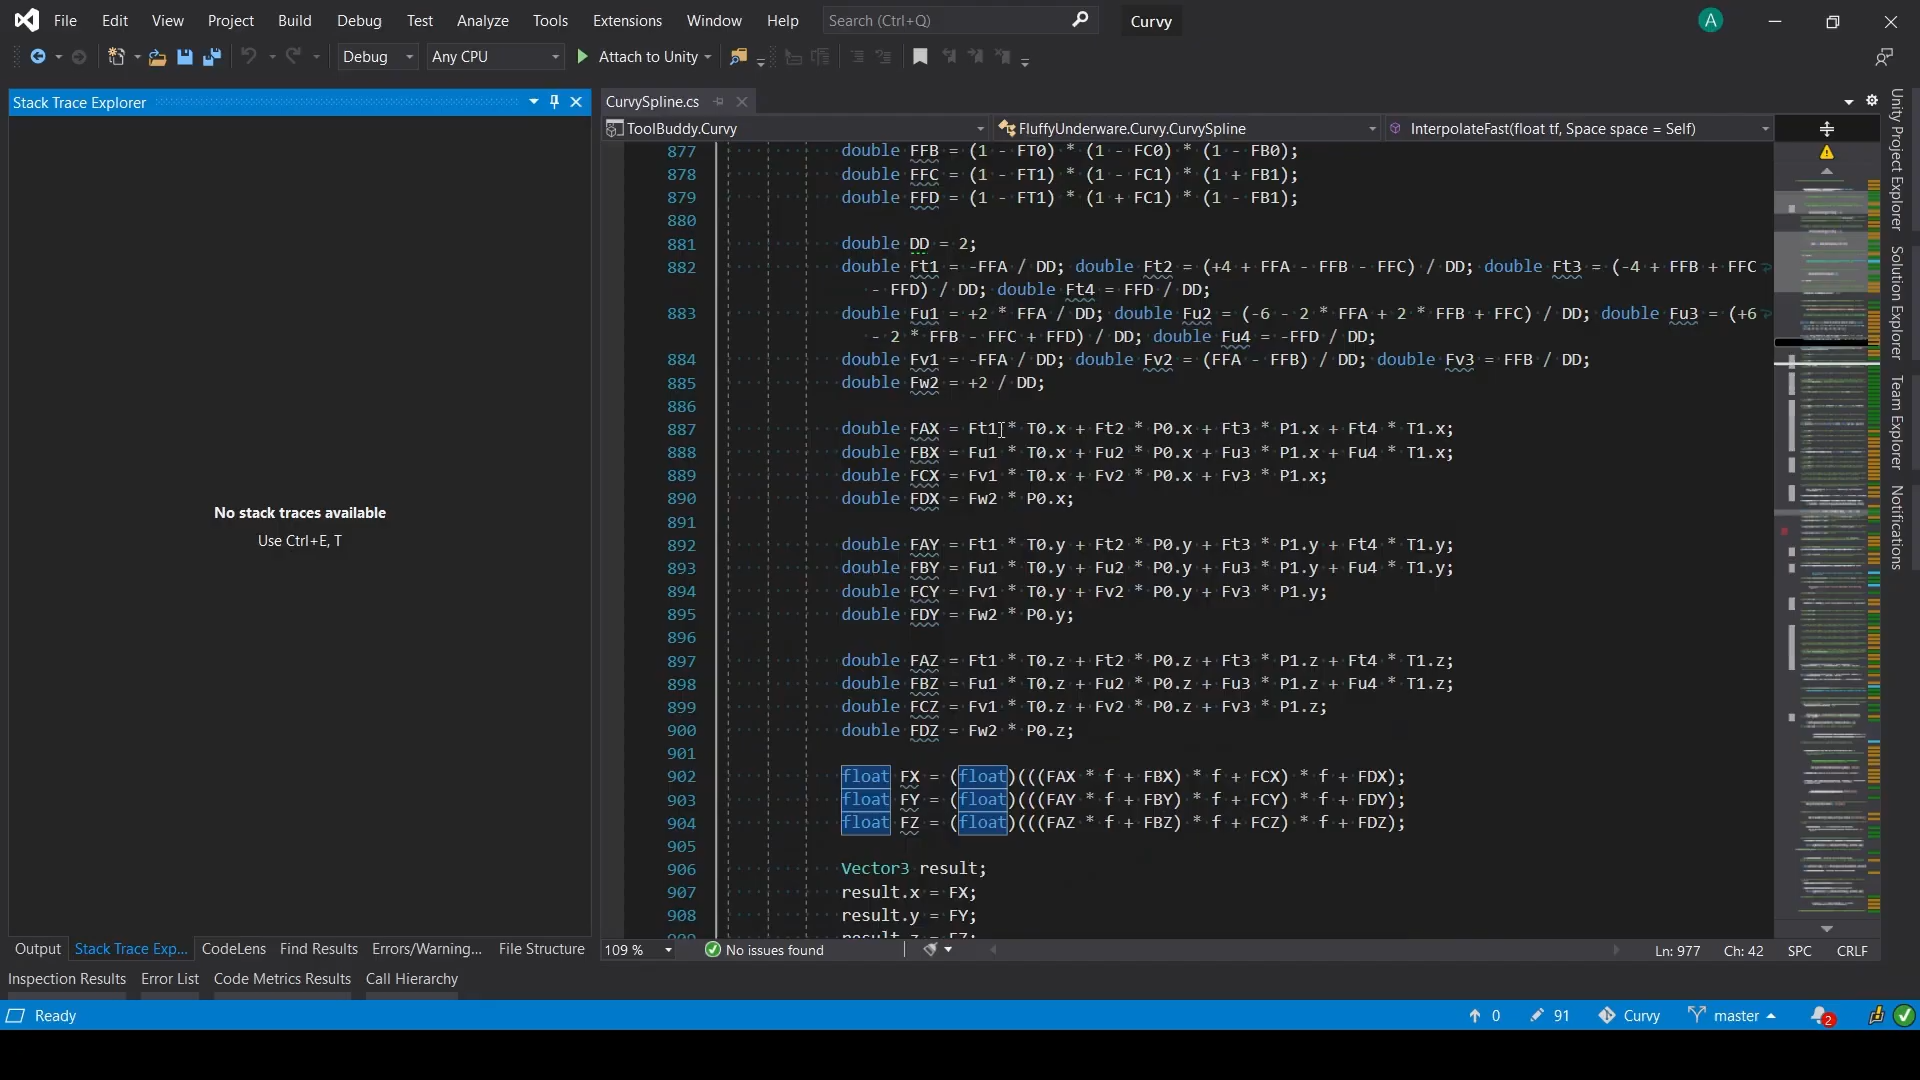 File Edit View Project Build Debug Test Analyze Tools Extensions Window Help Search (Ctrl+Q) Curvy A
Debug Any CPU Attach to Unity
Stack Trace Explorer
No stack traces available
Use Ctrl+E, T
Output Stack Trace Exp... CodeLens Find Results Errors/Warning... File Structure
Inspection Results Error List Code Metrics Results Call Hierarchy
CurvySpline.cs
ToolBuddy.Curvy FluffyUnderware.Curvy.CurvySpline InterpolateFast(float tf, Space space = Self)
877 double FFB = (1 - FT0) * (1 - FC0) * (1 - FB0);
878 double FFC = (1 - FT1) * (1 - FC1) * (1 + FB1);
879 double FFD = (1 - FT1) * (1 + FC1) * (1 - FB1);
880
881 double DD = 2;
882 double Ft1 = -FFA / DD; double Ft2 = (+4 + FFA - FFB - FFC) / DD; double Ft3 = (-4 + FFB + FFC
- FFD) / DD; double Ft4 = FFD / DD;
883 double Fu1 = +2 * FFA / DD; double Fu2 = (-6 - 2 * FFA + 2 * FFB + FFC) / DD; double Fu3 = (+6
- 2 * FFB - FFC + FFD) / DD; double Fu4 = -FFD / DD;
884 double Fv1 = -FFA / DD; double Fv2 = (FFA - FFB) / DD; double Fv3 = FFB / DD;
885 double Fw2 = +2 / DD;
886
887 double FAX = Ft1 * T0.x + Ft2 * P0.x + Ft3 * P1.x + Ft4 * T1.x;
888 double FBX = Fu1 * T0.x + Fu2 * P0.x + Fu3 * P1.x + Fu4 * T1.x;
889 double FCX = Fv1 * T0.x + Fv2 * P0.x + Fv3 * P1.x;
890 double FDX = Fw2 * P0.x;
891
892 double FAY = Ft1 * T0.y + Ft2 * P0.y + Ft3 * P1.y + Ft4 * T1.y;
893 double FBY = Fu1 * T0.y + Fu2 * P0.y + Fu3 * P1.y + Fu4 * T1.y;
894 double FCY = Fv1 * T0.y + Fv2 * P0.y + Fv3 * P1.y;
895 double FDY = Fw2 * P0.y;
896
897 double FAZ = Ft1 * T0.z + Ft2 * P0.z + Ft3 * P1.z + Ft4 * T1.z;
898 double FBZ = Fu1 * T0.z + Fu2 * P0.z + Fu3 * P1.z + Fu4 * T1.z;
899 double FCZ = Fv1 * T0.z + Fv2 * P0.z + Fv3 * P1.z;
900 double FDZ = Fw2 * P0.z;
901
902 float FX = (float)(((FAX * f + FBX) * f + FCX) * f + FDX);
903 float FY = (float)(((FAY * f + FBY) * f + FCY) * f + FDY);
904 float FZ = (float)(((FAZ * f + FBZ) * f + FCZ) * f + FDZ);
905
906 Vector3 result;
907 result.x = FX;
908 result.y = FY;
109 % No issues found Ln: 977 Ch: 42 SPC CRLF
Unity Project Explorer
Solution Explorer
Team Explorer
Notifications
Ready 0 91 Curvy master 2